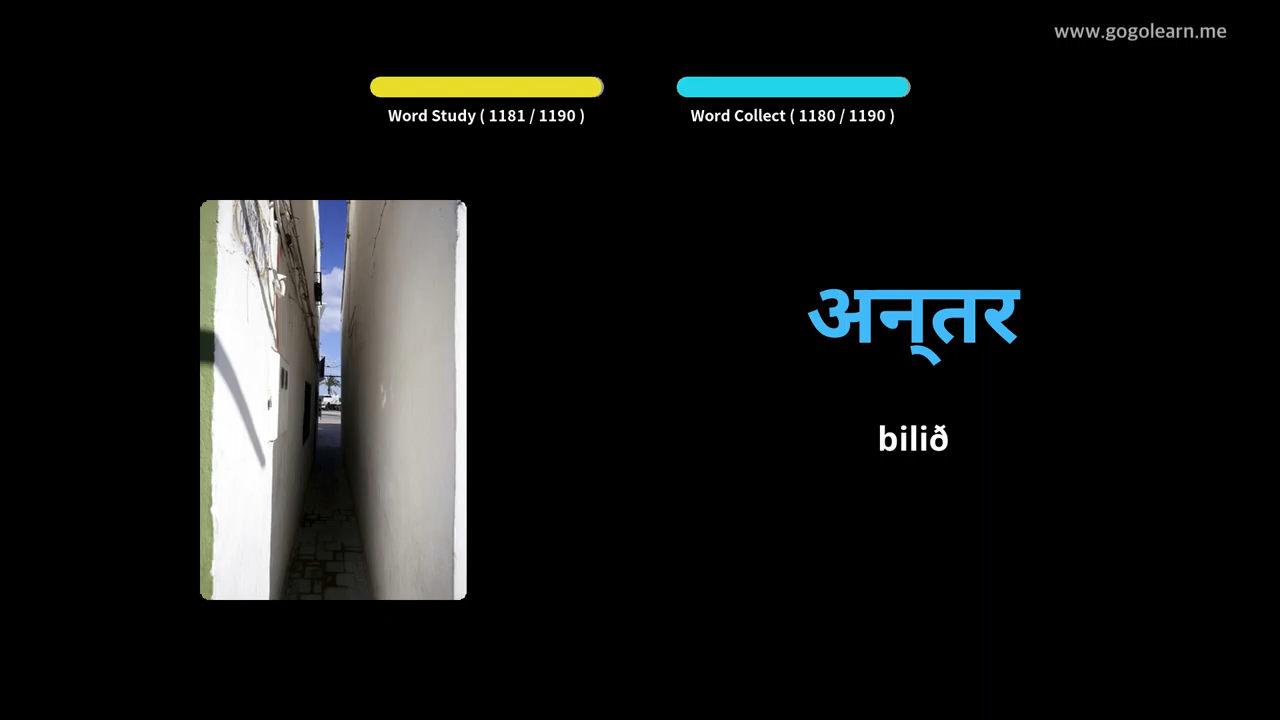 www.gogolearn.me
Word Study ( 1181 / 1190 )
Word Collect ( 1180 / 1190 )
अन्‌तर
bilið